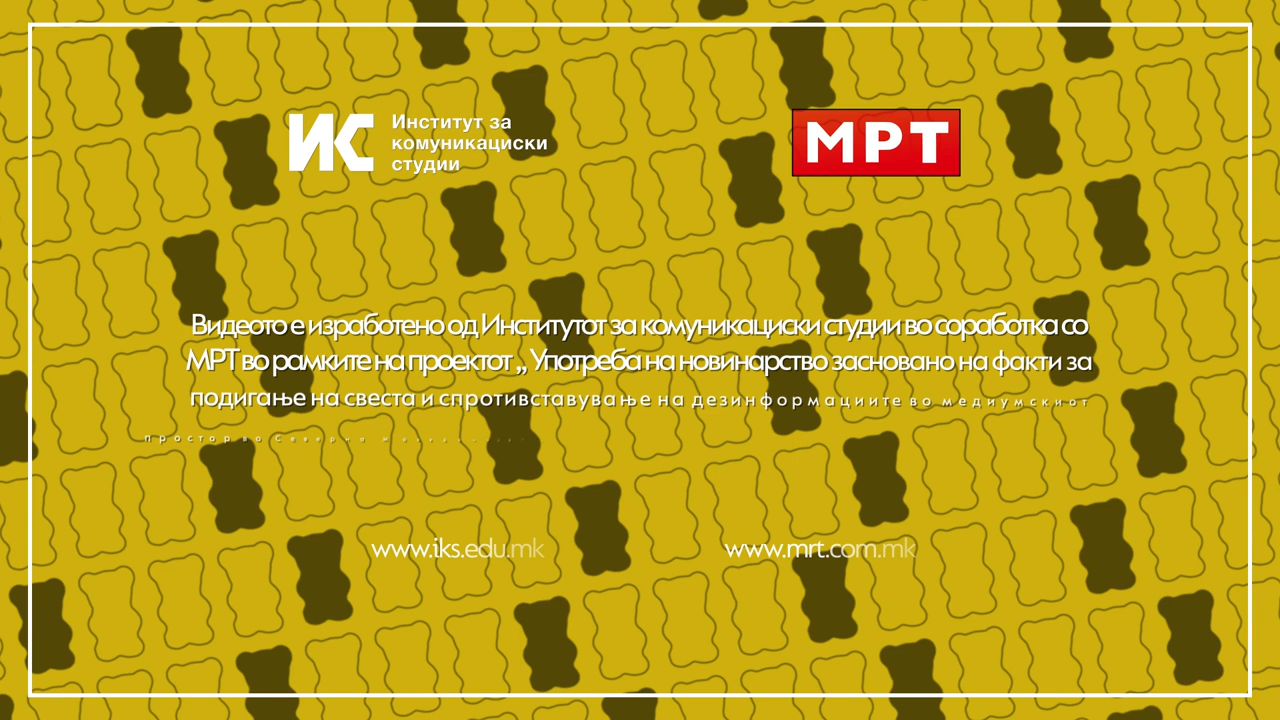 ИК
Институт за
комуникациски
студии
МРТ
Видеото е изработено од Институтот за комуникациски студии во соработка со
МРТ во рамките на проектот „ Употреба на новинарство засновано на факти за
подигање на свеста и спротивставување на дезинформациите во медиумскиот
простор во Северна
www.iks.edu.mk
www.mrt.com.mk